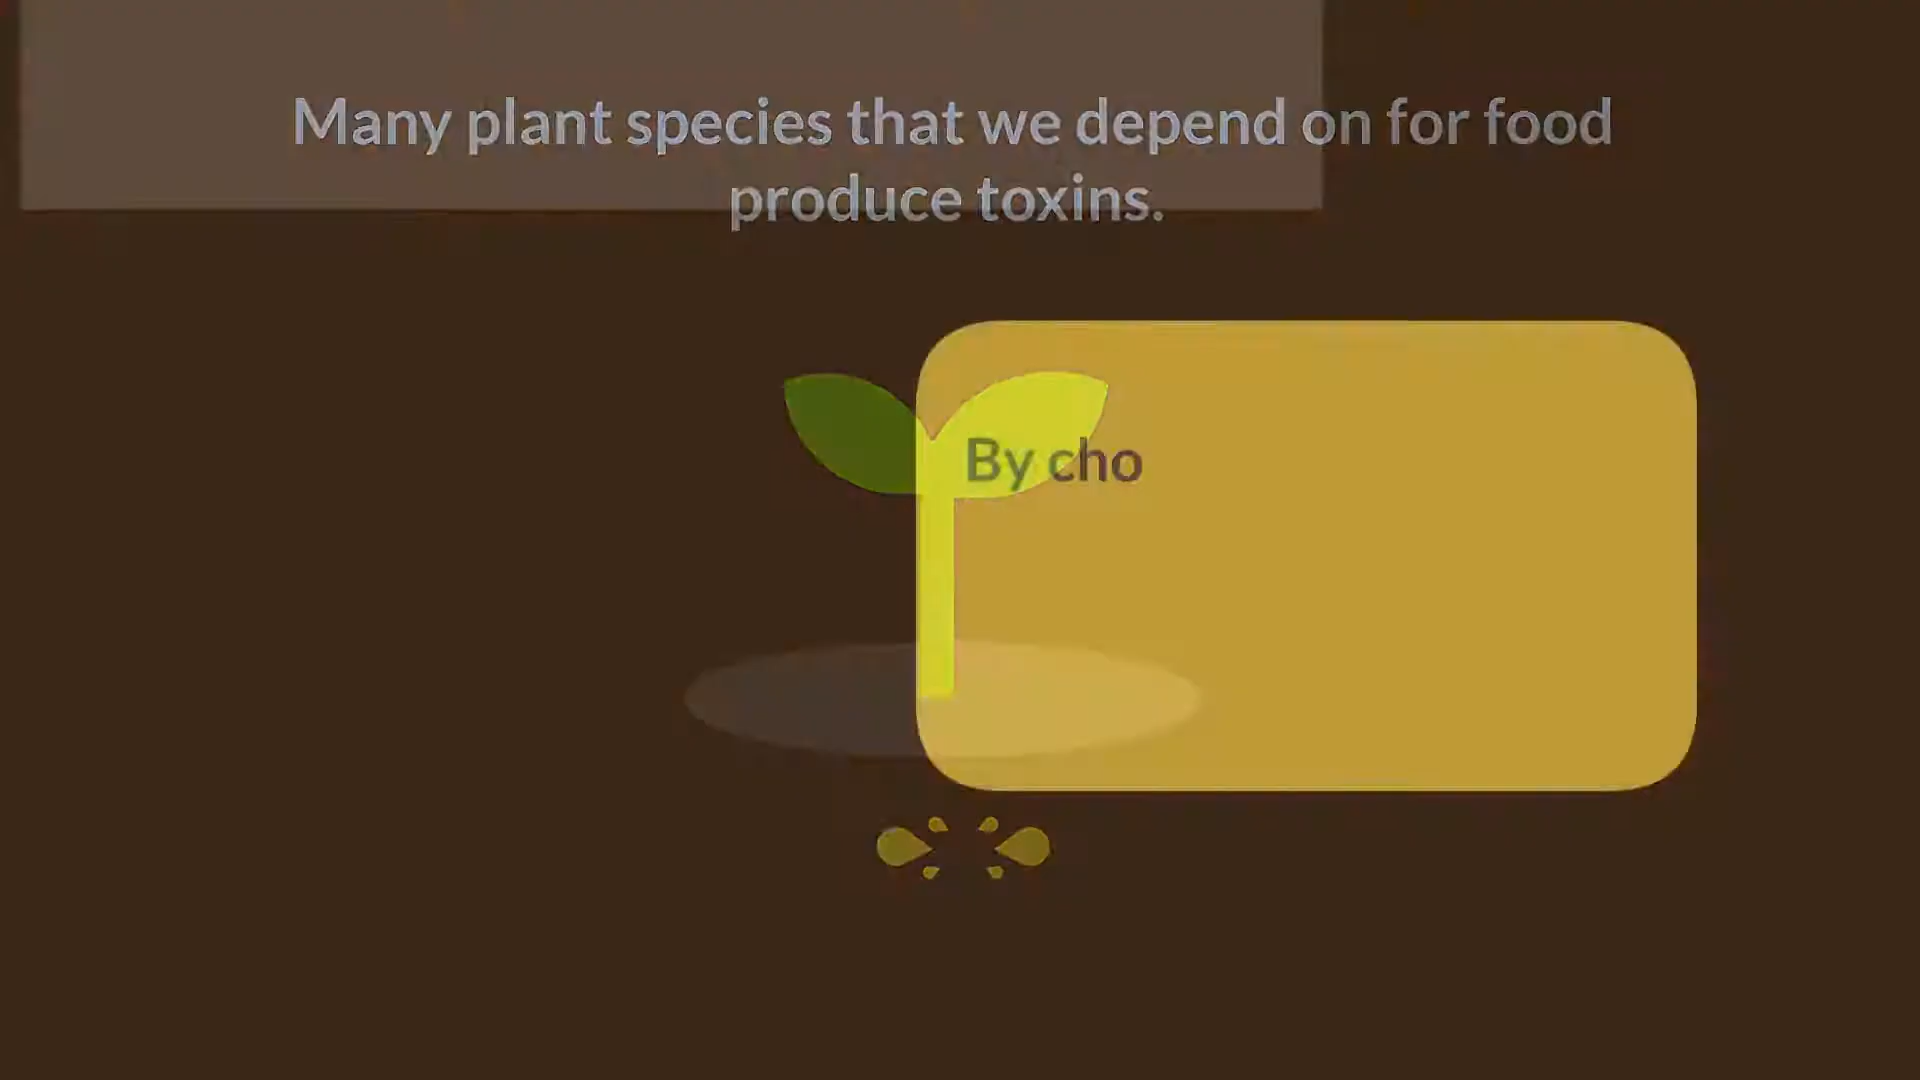 Many plant species that we depend on for food
produce toxins.
By cho